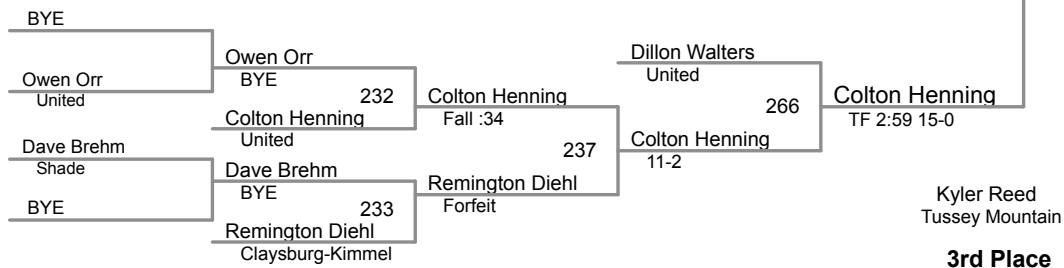 BYE
Owen Orr
United
Dave Brehm
Shade
BYE
Owen Orr
BYE
232
Colton Henning
United
Dave Brehm
BYE
233
Remington Diehl
Claysburg-Kimmel
Colton Henning
Fall :34
237
Remington Diehl
Forfeit
Dillon Walters
United
266
Colton Henning
11-2
Colton Henning
TF 2:59 15-0
Kyler Reed
Tussey Mountain
3rd Place